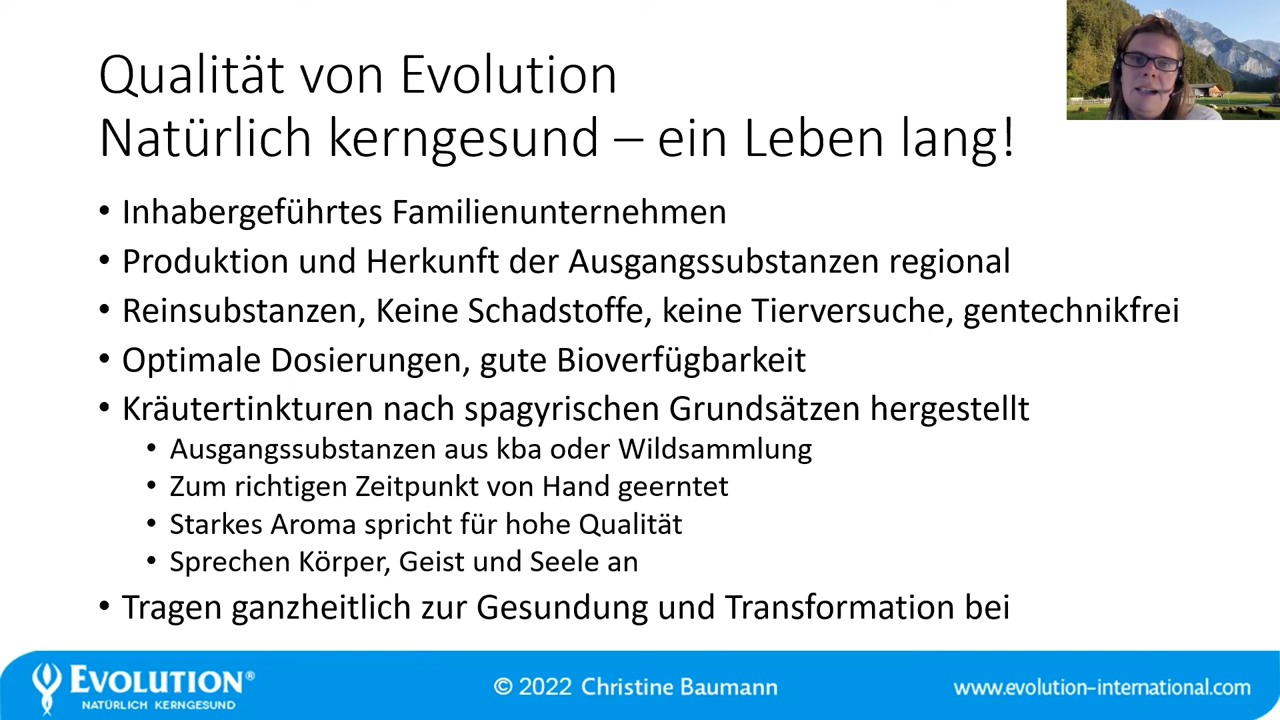 Qualität von Evolution
Natürlich kerngesund – ein Leben lang!
• Inhabergeführtes Familienunternehmen
• Produktion und Herkunft der Ausgangssubstanzen regional
• Reinsubstanzen, Keine Schadstoffe, keine Tierversuche, gentechnikfrei
• Optimale Dosierungen, gute Bioverfügbarkeit
• Kräutertinkturen nach spagyrischen Grundsätzen hergestellt
• Ausgangssubstanzen aus kba oder Wildsammlung
• Zum richtigen Zeitpunkt von Hand geerntet
• Starkes Aroma spricht für hohe Qualität
• Sprechen Körper, Geist und Seele an
• Tragen ganzheitlich zur Gesundung und Transformation bei
EVOLUTION®
NATÜRLICH KERNGESUND
© 2022 Christine Baumann
www.evolution-international.com